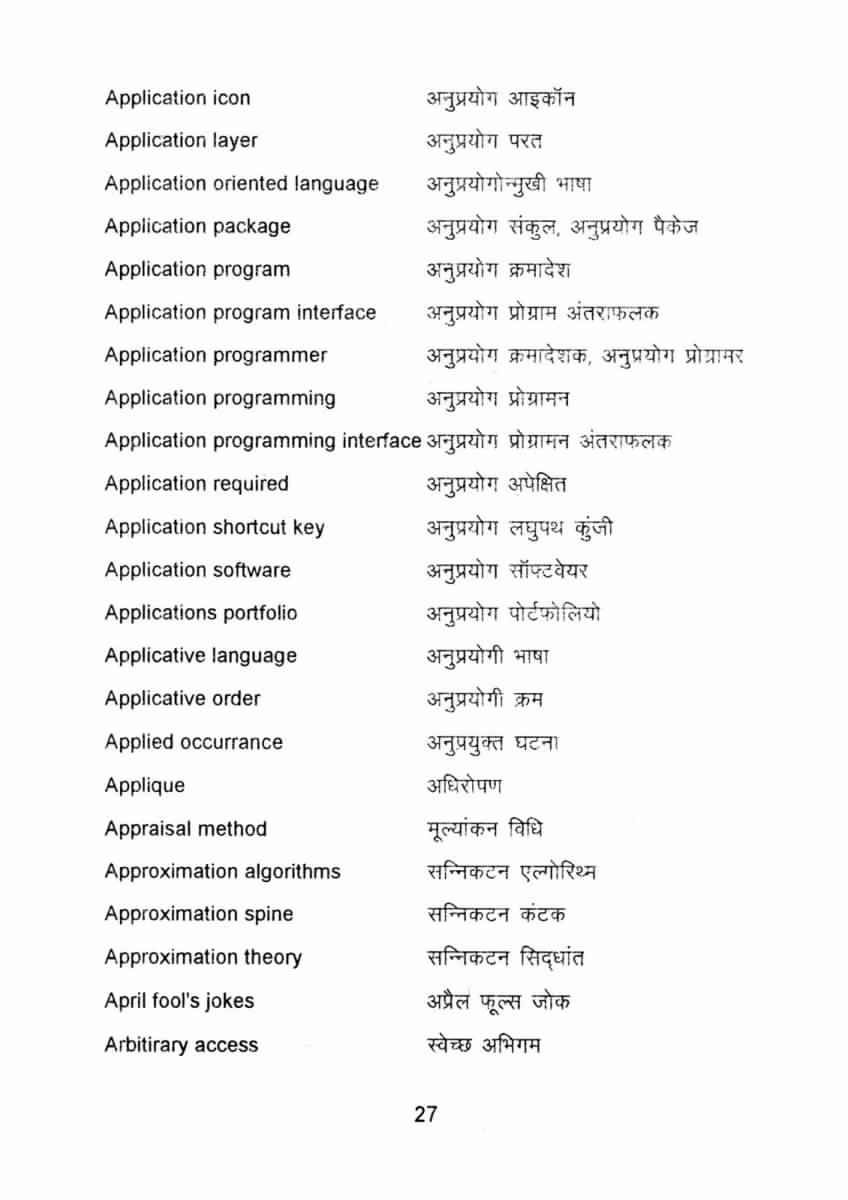 Application icon अनुप्रयोग आइकॉन
Application layer अनुप्रयोग परत
Application oriented language अनुप्रयोगोन्मुखी भाषा
Application package अनुप्रयोग संकुल, अनुप्रयोग पैकेज
Application program अनुप्रयोग क्रमादेश
Application program interface अनुप्रयोग प्रोग्राम अंतराफलक
Application programmer अनुप्रयोग क्रमादेशक, अनुप्रयोग प्रोग्रामर
Application programming अनुप्रयोग प्रोग्रामन
Application programming interface अनुप्रयोग प्रोग्रामन अंतराफलक
Application required अनुप्रयोग अपेक्षित
Application shortcut key अनुप्रयोग लघुपथ कुंजी
Application software अनुप्रयोग सॉफ्टवेयर
Applications portfolio अनुप्रयोग पोर्टफोलियो
Applicative language अनुप्रयोगी भाषा
Applicative order अनुप्रयोगी क्रम
Applied occurrance अनुप्रयुक्त घटना
Applique अधिरोपण
Appraisal method मूल्यांकन विधि
Approximation algorithms सन्निकटन एल्गोरिथ्म
Approximation spine सन्निकटन कंटक
Approximation theory सन्निकटन सिद्धांत
April fool's jokes अप्रैल फूल्स जोक
Arbitirary access स्वेच्छ अभिगम
27